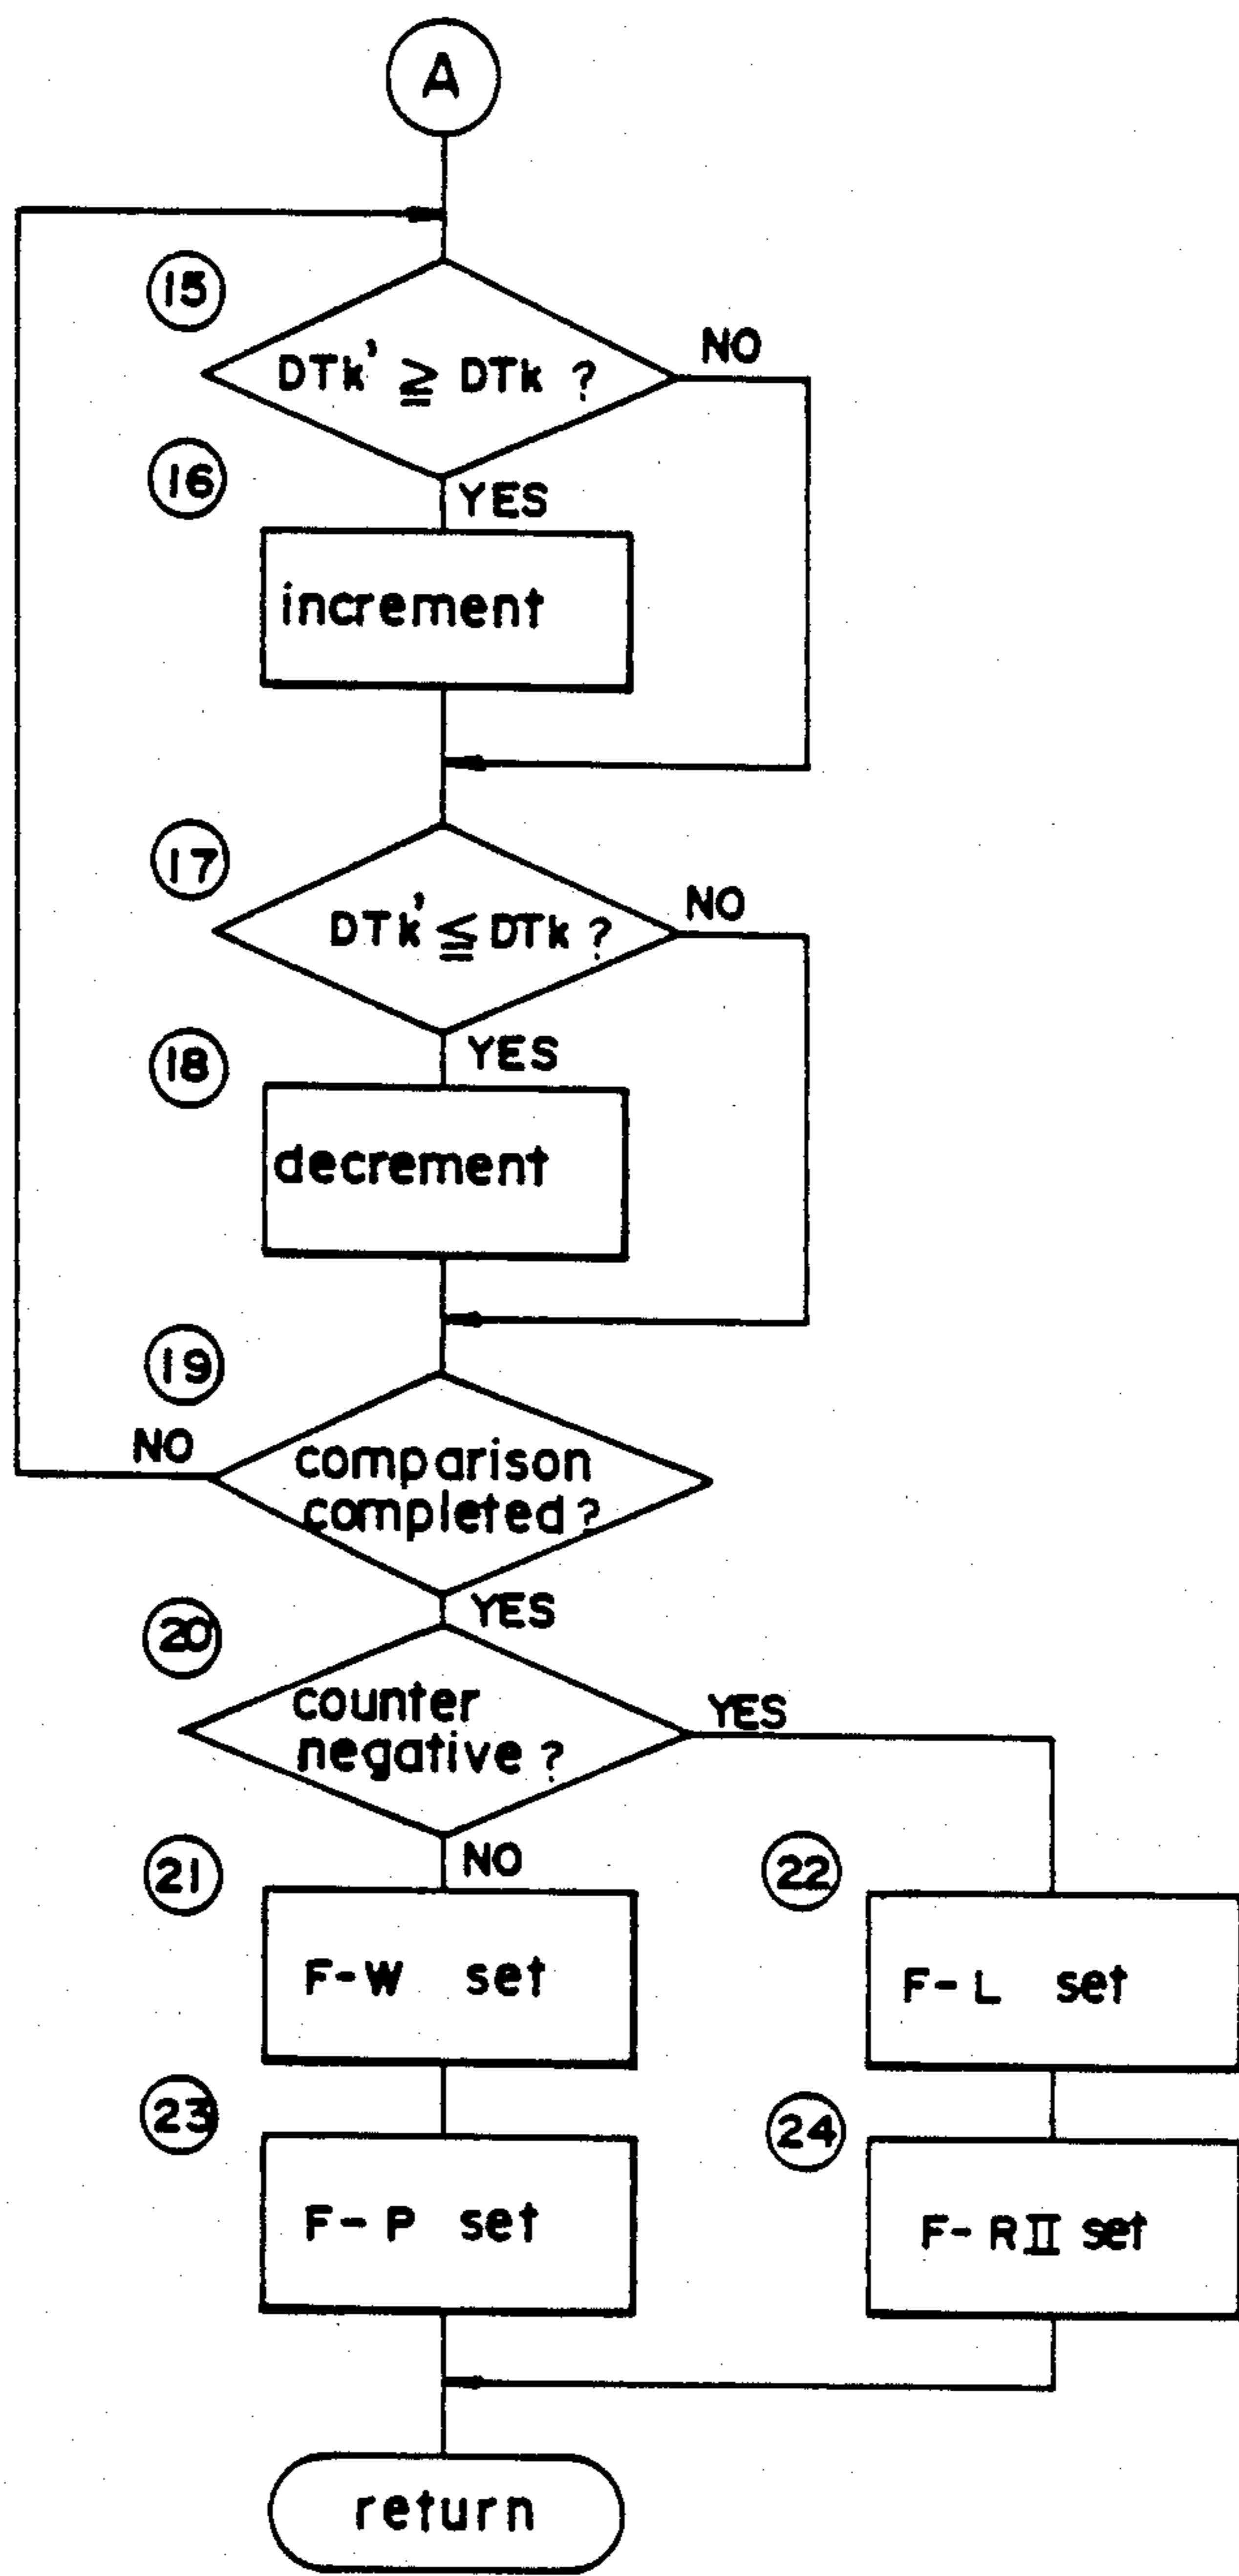 A
15
DTk' ≧ DTk ?
NO
16
YES
increment
17
DTk' ≦ DTk ?
NO
18
YES
decrement
19
NO
comparison
completed ?
YES
20
counter
negative ?
YES
21
NO
22
F-W set
F-L set
23
24
F-P set
F-RII set
return